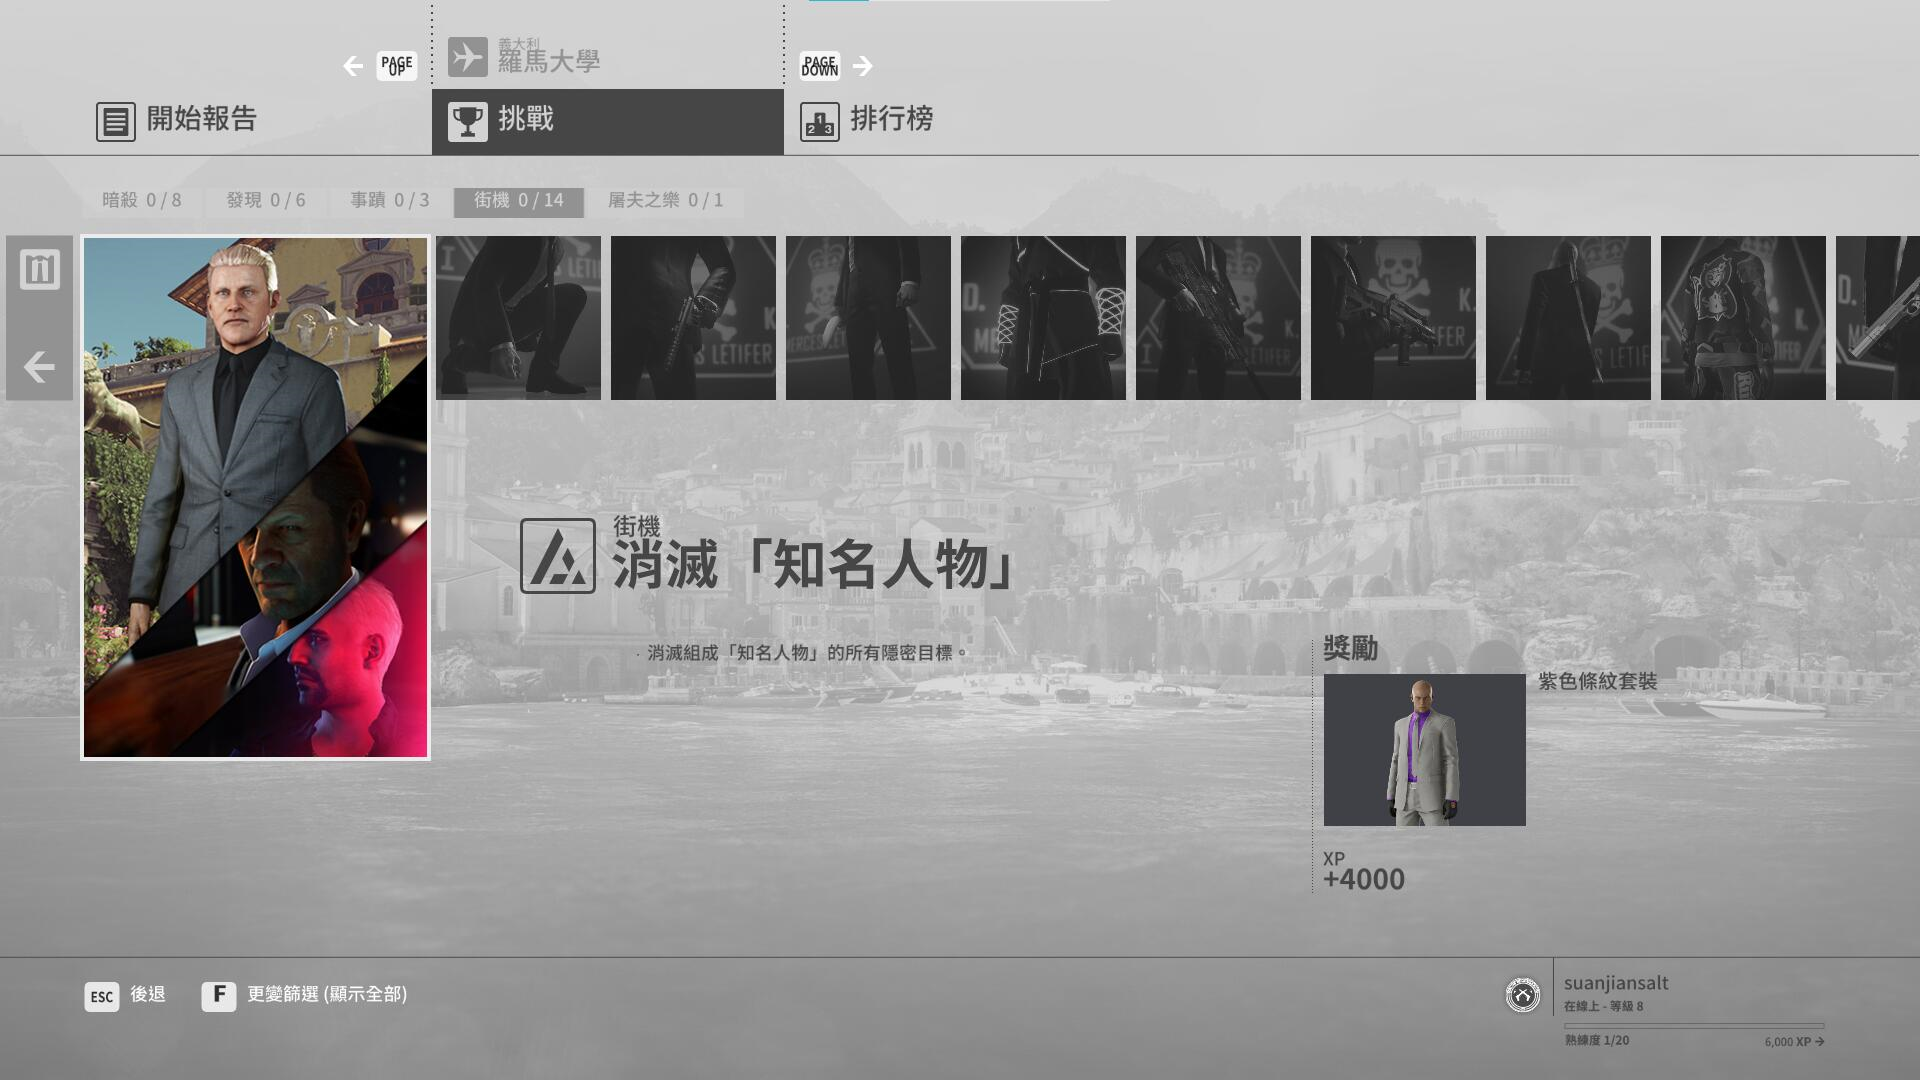 PAGE
UP
義大利
羅馬大學
PAGE
DOWN
開始報告
挑戰
1
2 3
排行榜
暗殺 0 / 8
發現 0 / 6
事蹟 0 / 3
街機 0 / 14
屠夫之樂 0 / 1
街機
消滅「知名人物」
· 消滅組成「知名人物」的所有隱密目標。
獎勵
紫色條紋套裝
XP
+4000
ESC 後退
F 更變篩選 (顯示全部)
suanjiansalt
在線上 - 等級 8
熟練度 1/20
6,000 XP →